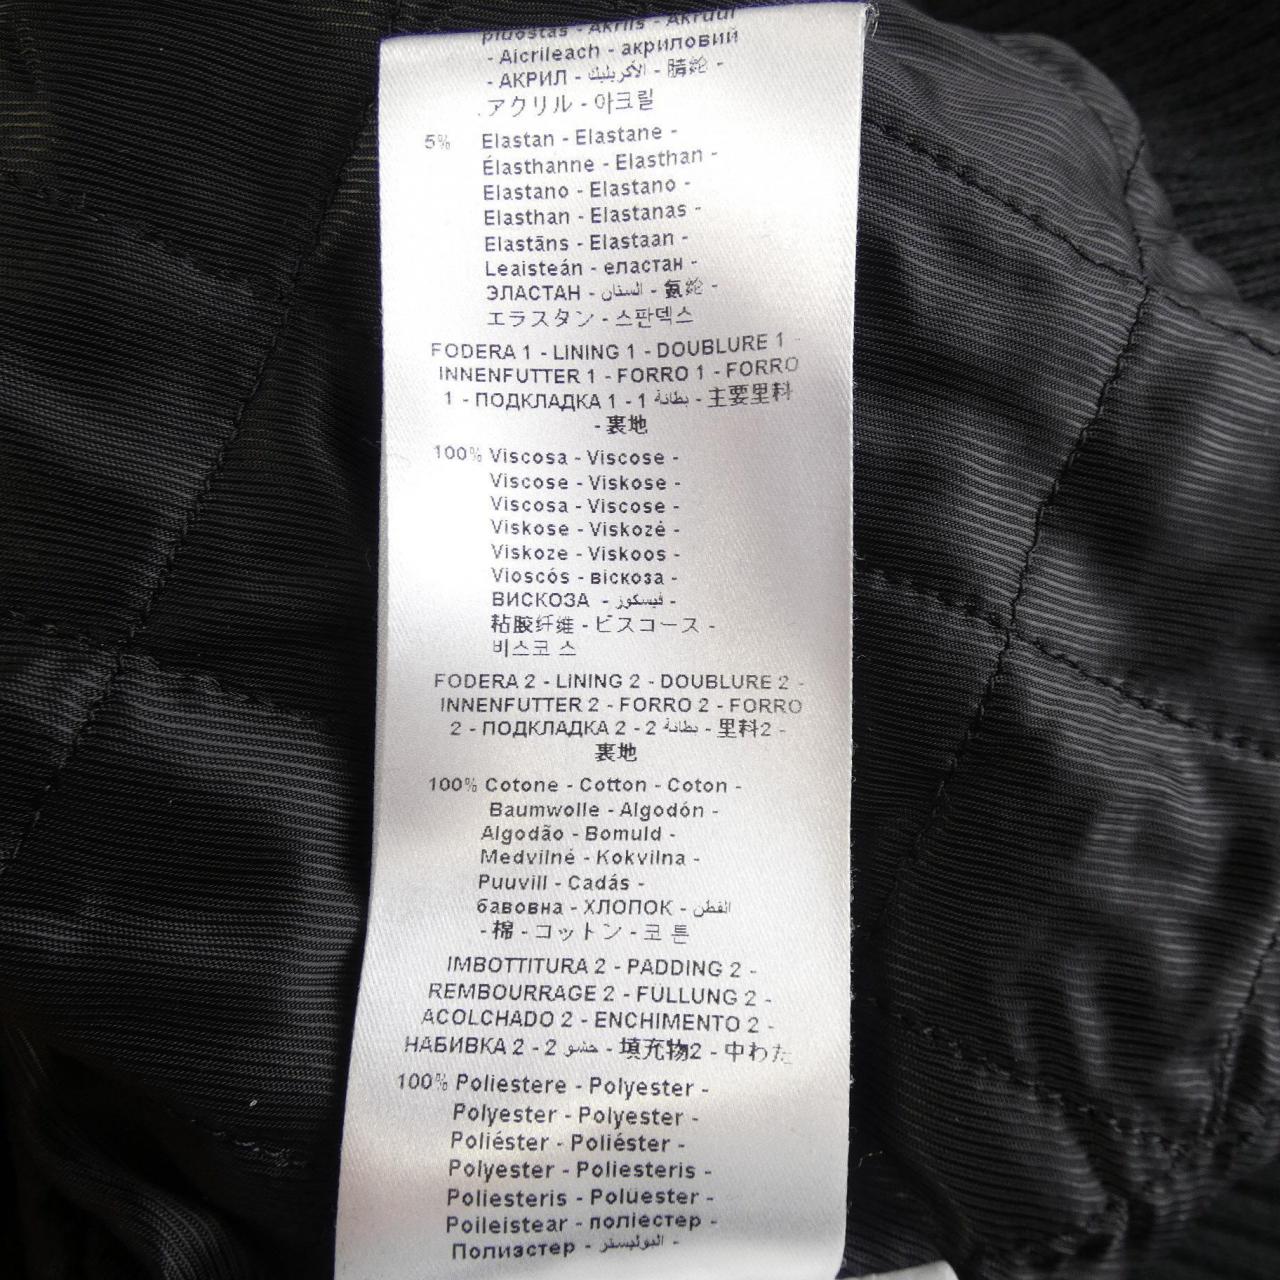 pluoštas - Akrils - Akrüül
- Aicrileach - акриловий
- АКРИЛ - الأكريليك - 腈纶 -
アクリル - 아크릴
5% Elastan - Elastane -
Élasthanne - Elasthan -
Elastano - Elastano -
Elasthan - Elastanas -
Elastāns - Elastaan -
Leaisteán - еластан -
ЭЛАСТАН - السنان - 氨纶 -
エラスタン - 스판덱스
FODERA 1 - LINING 1 - DOUBLURE 1 -
INNENFUTTER 1 - FORRO 1 - FORRO
1 - ПОДКЛАДКА 1 - 1 بطانة - 主要里料
- 裏地
100% Viscosa - Viscose -
Viscose - Viskose -
Viscosa - Viscose -
Viskose - Viskozė -
Viskoze - Viskoos -
Vioscós - віскоза -
ВИСКОЗА - فيسكوز -
粘胶纤维 - ビスコース -
비스코 스
FODERA 2 - LINING 2 - DOUBLURE 2 -
INNENFUTTER 2 - FORRO 2 - FORRO
2 - ПОДКЛАДКА 2 - 2 بطانة - 里料2 -
裏地
100% Cotone - Cotton - Coton -
Baumwolle - Algodón -
Algodão - Bomuld -
Medvilnė - Kokvilna -
Puuvill - Cadás -
бавовна - ХЛОПОК - القطن
- 棉 - コットン - 코 튼
IMBOTTITURA 2 - PADDING 2 -
REMBOURRAGE 2 - FULLUNG 2 -
ACOLCHADO 2 - ENCHIMENTO 2 -
НАБИВКА 2 - 2 حشو - 填充物2 - 中わた
100% Poliestere - Polyester -
Polyester - Polyester -
Poliéster - Poliéster -
Polyester - Poliesteris -
Poliesteris - Polüester -
Poileistear - поліестер -
Полиэстер - البوليستر -